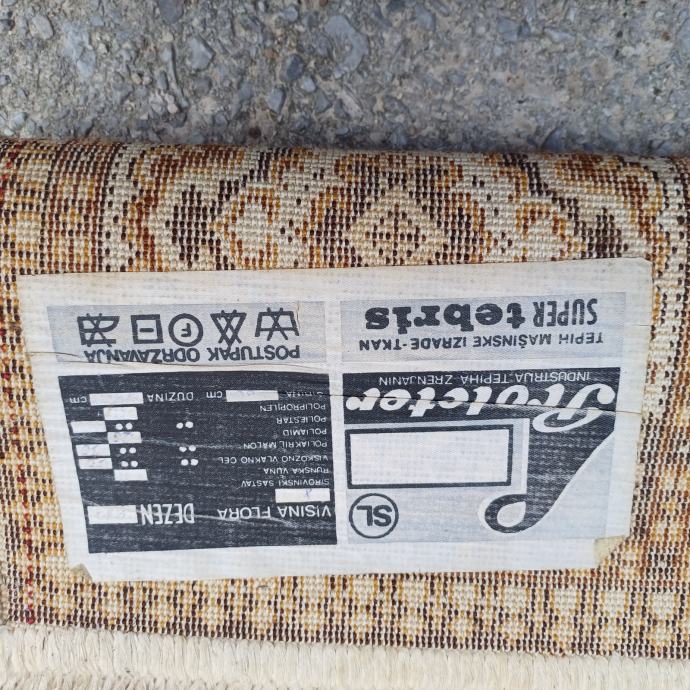 SL
Proleter
INDUSTRIJA TEPIHA ZRENJANIN
TEPIH MAŠINSKE IZRADE-TKAN
SUPER tebris
VISINA FLORA
DEZEN
SIROVINSKI SASTAV
RUNSKA VUNA
VISKOZNO VLAKNO CEL
POLIAKRIL MALON
POLIAMID
POLIESTAR
POLIPROPILEN
ŠIRINA cm DUŽINA cm
POSTUPAK ODRŽAVANJA
F